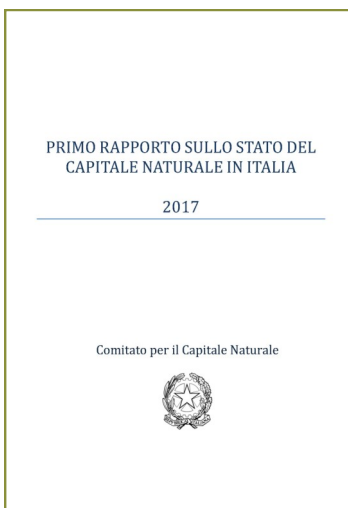 PRIMO RAPPORTO SULLO STATO DEL
CAPITALE NATURALE IN ITALIA
2017
Comitato per il Capitale Naturale